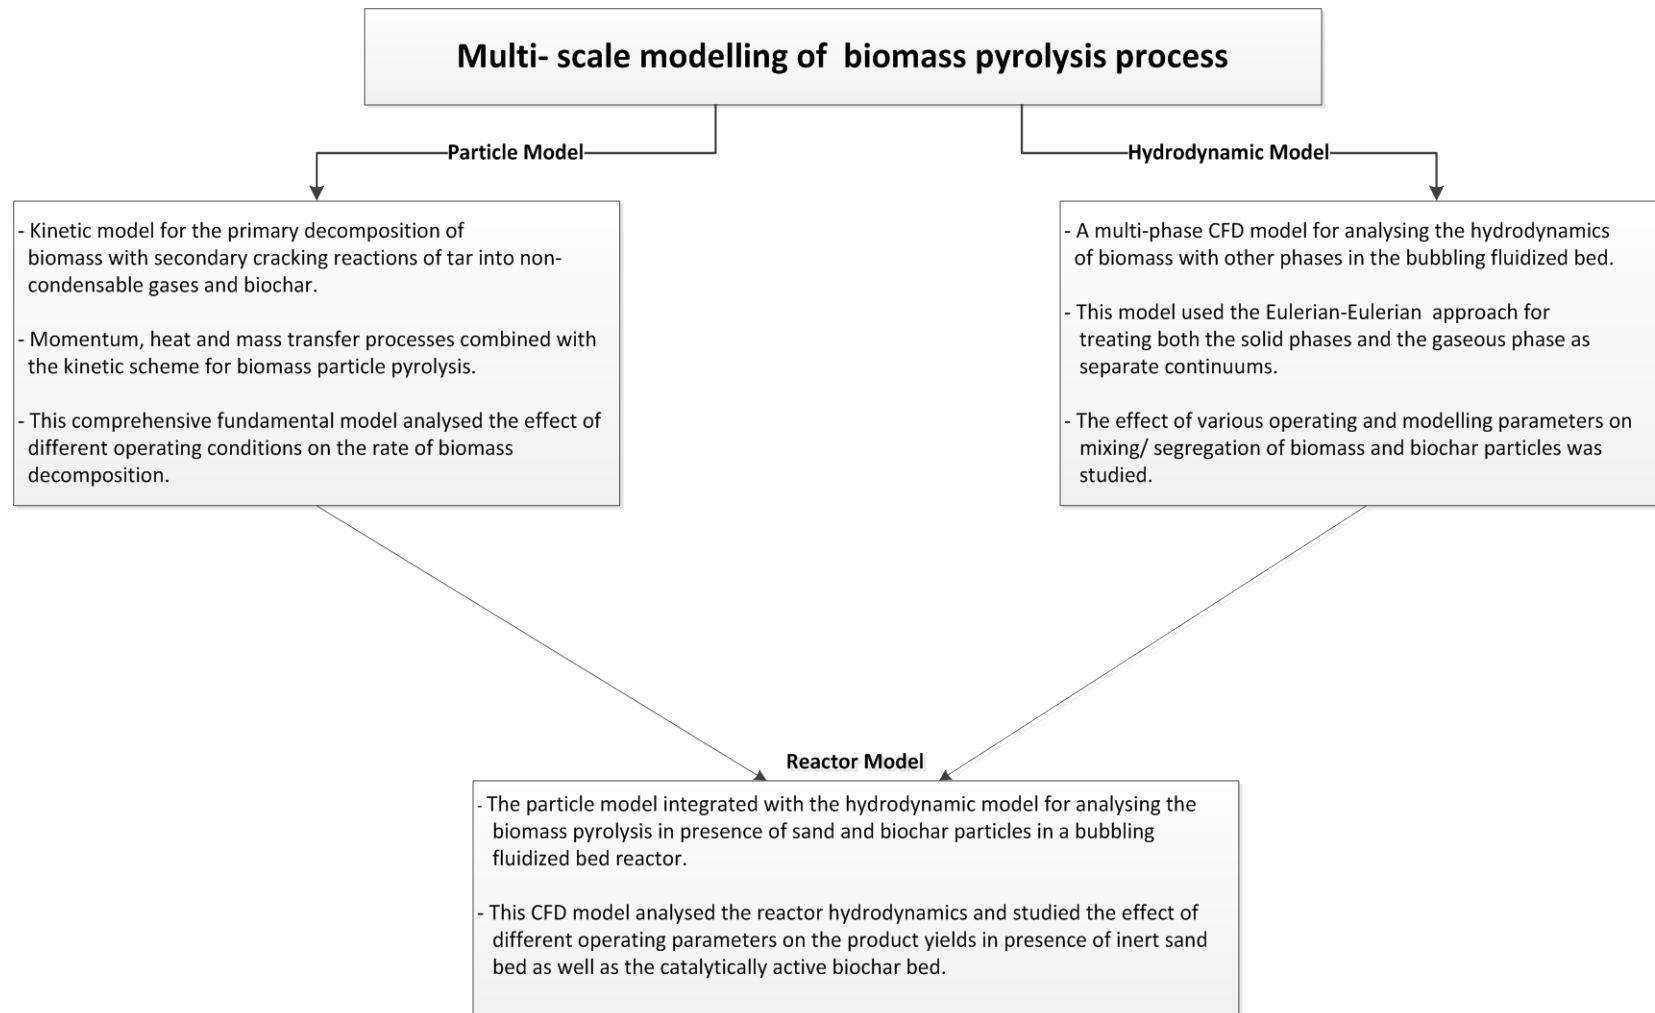 Multi- scale modelling of  biomass pyrolysis process
Particle Model
Hydrodynamic Model
- Kinetic model for the primary decomposition of
biomass with secondary cracking reactions of tar into non-
condensable gases and biochar.
- Momentum, heat and mass transfer processes combined with
the kinetic scheme for biomass particle pyrolysis.
- This comprehensive fundamental model analysed the effect of
different operating conditions on the rate of biomass
decomposition.
- A multi-phase CFD model for analysing the hydrodynamics
of biomass with other phases in the bubbling fluidized bed.
- This model used the Eulerian-Eulerian  approach for
treating both the solid phases and the gaseous phase as
separate continuums.
- The effect of various operating and modelling parameters on
mixing/ segregation of biomass and biochar particles was
studied.
Reactor Model
- The particle model integrated with the hydrodynamic model for analysing the
biomass pyrolysis in presence of sand and biochar particles in a bubbling
fluidized bed reactor.
- This CFD model analysed the reactor hydrodynamics and studied the effect of
different operating parameters on the product yields in presence of inert sand
bed as well as the catalytically active biochar bed.